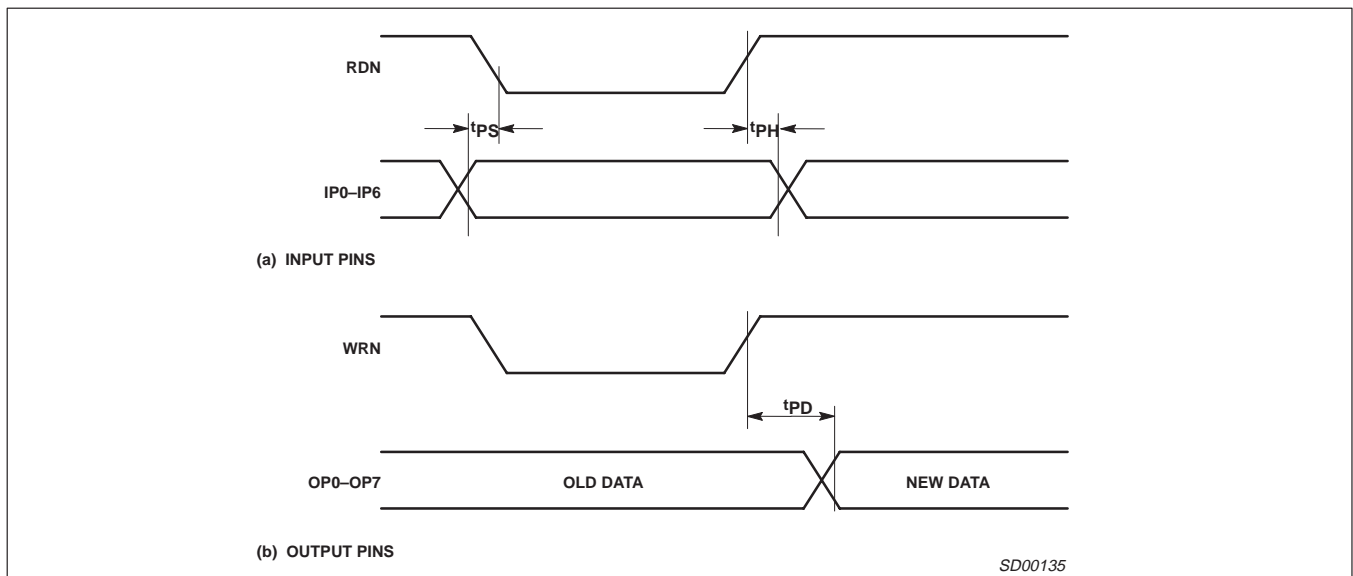 RDN
tPS
tPH
IP0–IP6
(a) INPUT PINS
WRN
tPD
OP0–OP7
OLD DATA
NEW DATA
(b) OUTPUT PINS
SD00135